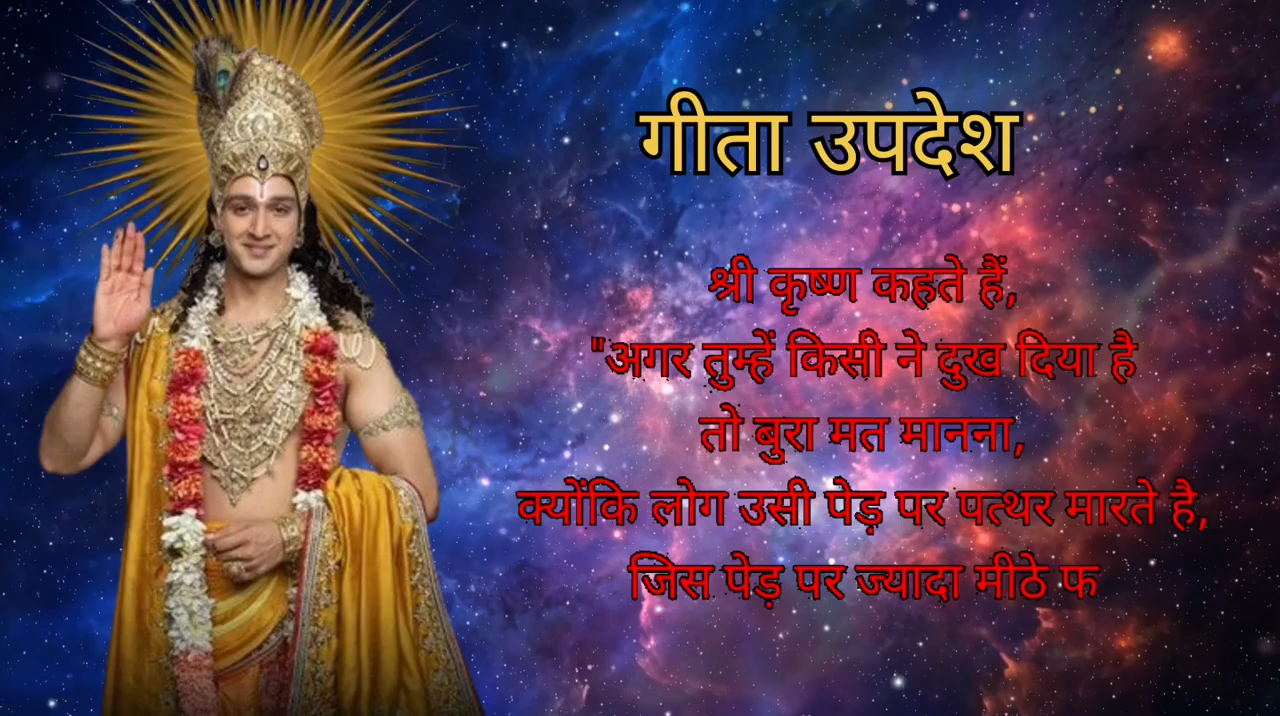 गीता उपदेश
श्री कृष्ण कहते हैं,
"अगर तुम्हें किसी ने दुख दिया है
तो बुरा मत मानना,
क्योंकि लोग उसी पेड़ पर पत्थर मारते है,
जिस पेड़ पर ज्यादा मीठे फ